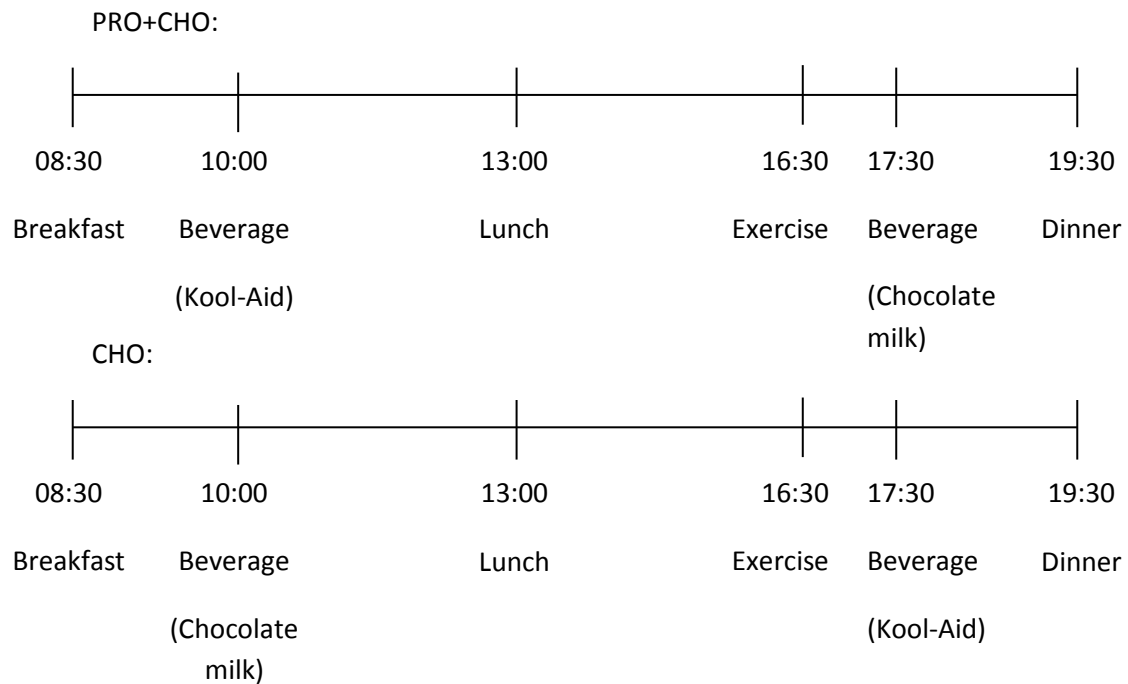 PRO+CHO:
08:30 10:00 13:00 16:30 17:30 19:30
Breakfast Beverage Lunch Exercise Beverage Dinner
(Kool-Aid) (Chocolate
milk)
CHO:
08:30 10:00 13:00 16:30 17:30 19:30
Breakfast Beverage Lunch Exercise Beverage Dinner
(Chocolate (Kool-Aid)
milk)